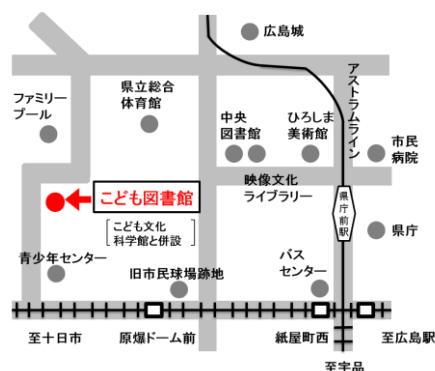 広島城
アストラムライン
ファミリー
プール
県立総合
体育館
中央
図書館
ひろしま
美術館
市民
病院
映像文化
ライブラリー
こども図書館
こども文化
科学館と併設
県庁前駅
県庁
青少年センター
旧市民球場跡地
バス
センター
至十日市
原爆ドーム前
紙屋町西
至広島駅
至宇品